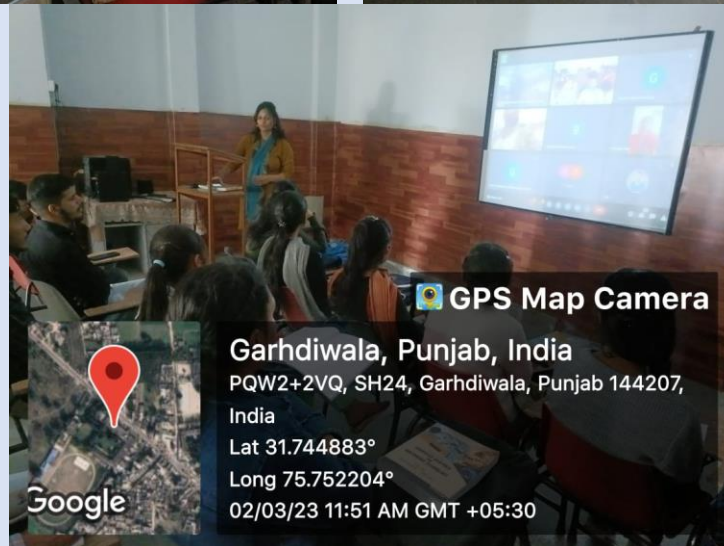 GPS Map Camera
Garhdiwala, Punjab, India
PQW2+2VQ, SH24, Garhdiwala, Punjab 144207,
India
Lat 31.744883°
Long 75.752204°
02/03/23 11:51 AM GMT +05:30
Google